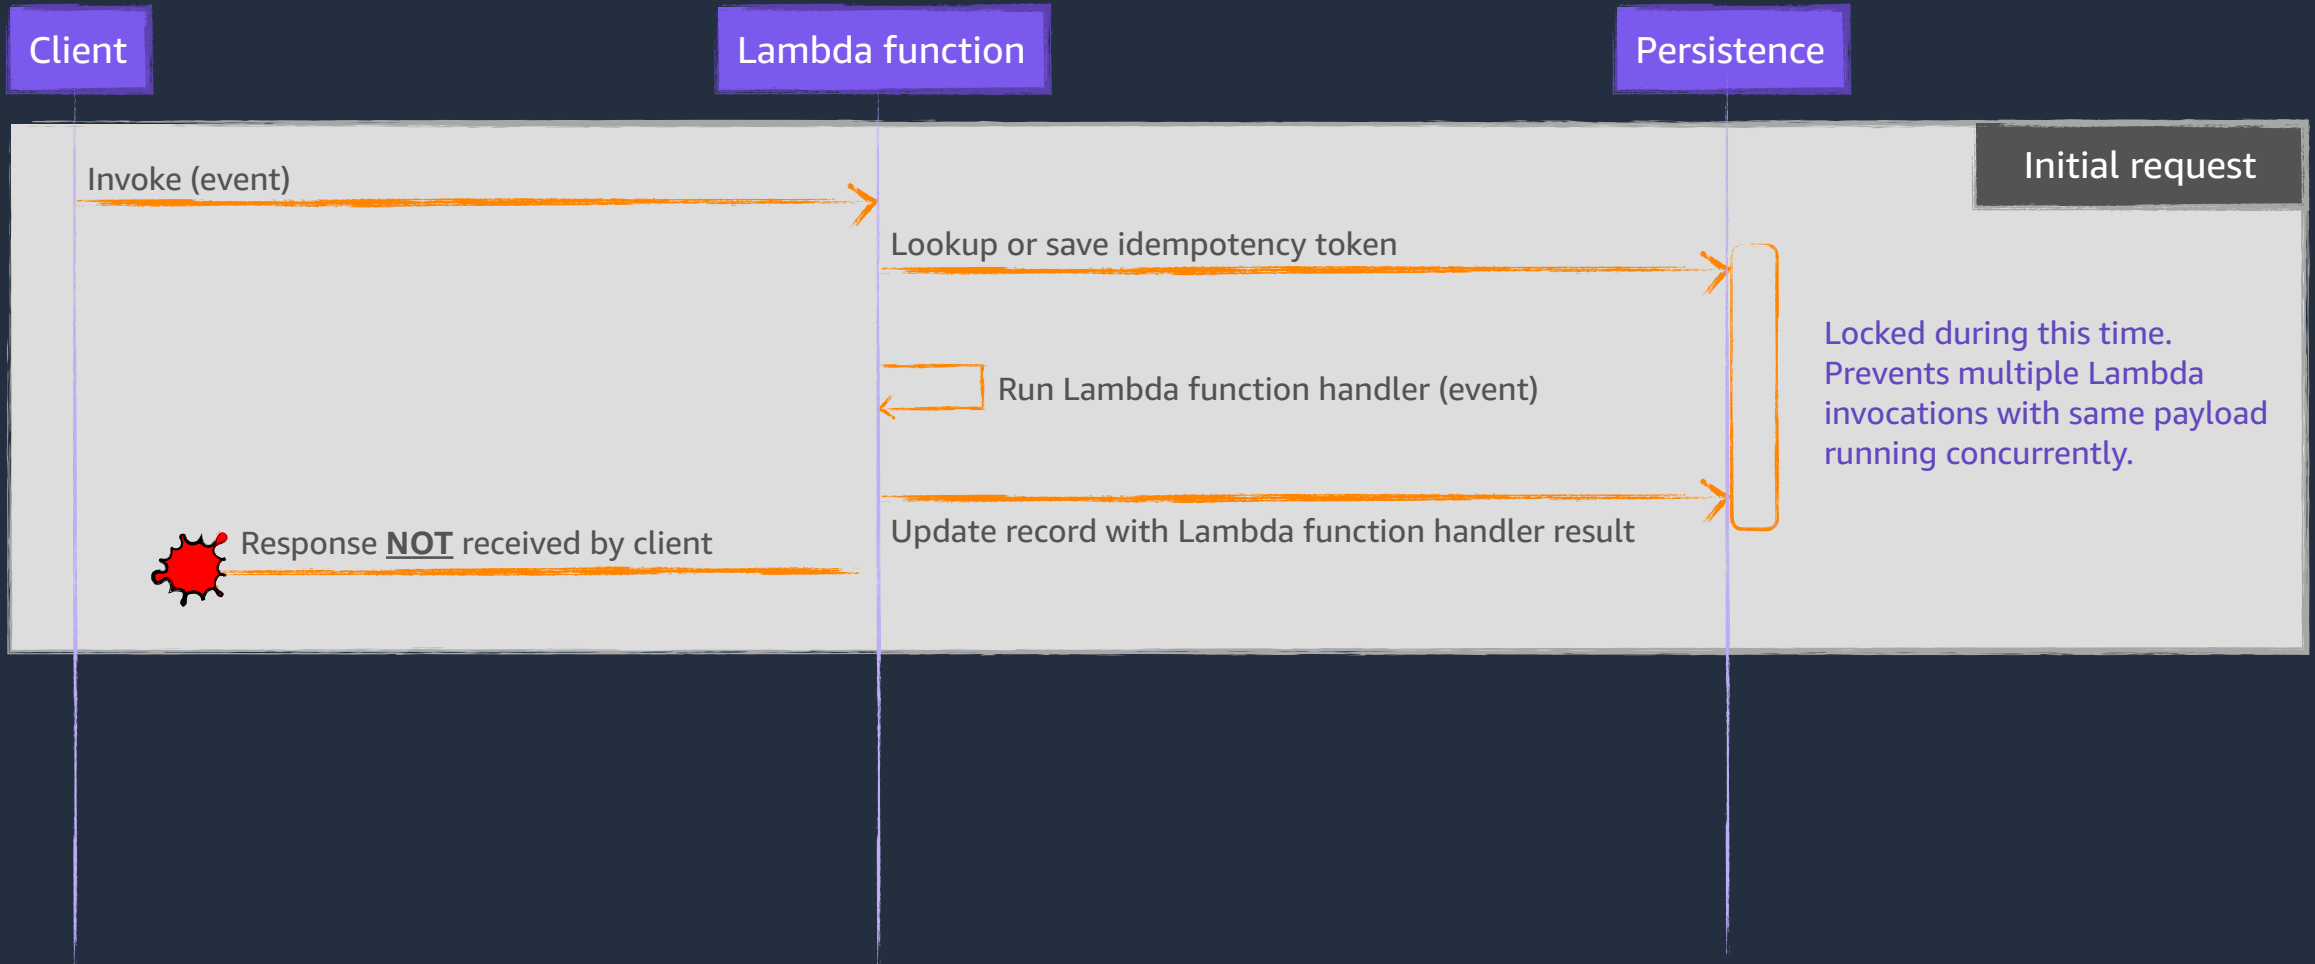 Client
Lambda function
Persistence
Initial request
Invoke (event)
Lookup or save idempotency token
Locked during this time.
Prevents multiple Lambda
invocations with same payload
running concurrently.
Run Lambda function handler (event)
Update record with Lambda function handler result
Response NOT received by client